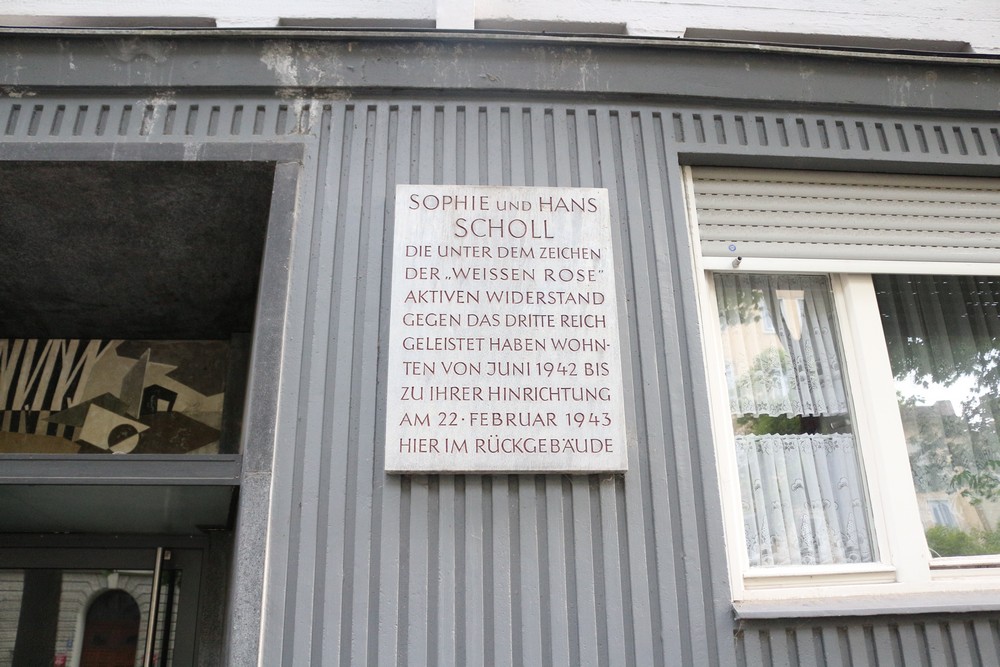 SOPHIE UND HANS
SCHOLL
DIE UNTER DEM ZEICHEN
DER „WEISSEN ROSE"
AKTIVEN WIDERSTAND
GEGEN DAS DRITTE REICH
GELEISTET HABEN WOHN-
TEN VON JUNI 1942 BIS
ZU IHRER HINRICHTUNG
AM 22· FEBRUAR 1943
HIER IM RÜCKGEBÄUDE